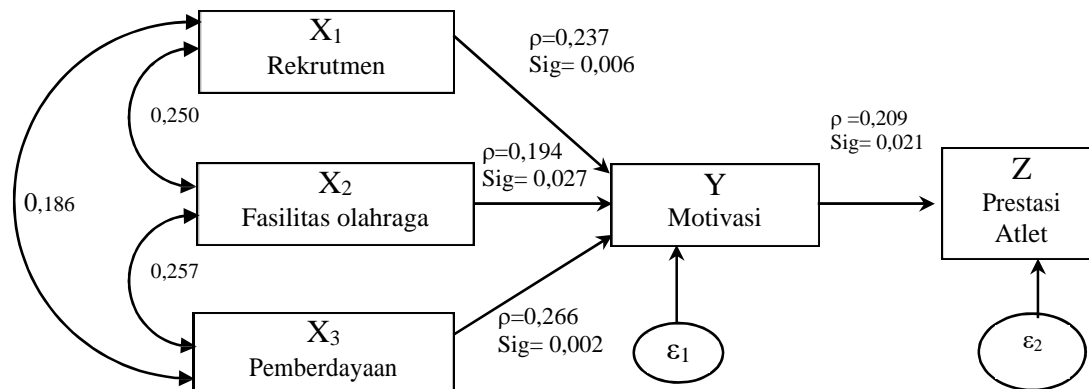 X₁
Rekrutmen
ρ=0,237
Sig= 0,006
0,250
ρ =0,209
Sig= 0,021
ρ=0,194
Sig= 0,027
X₂
Fasilitas olahraga
Y
Motivasi
Z
Prestasi
Atlet
0,186
0,257
X₃
Pemberdayaan
ρ=0,266
Sig= 0,002
ε₁
ε₂